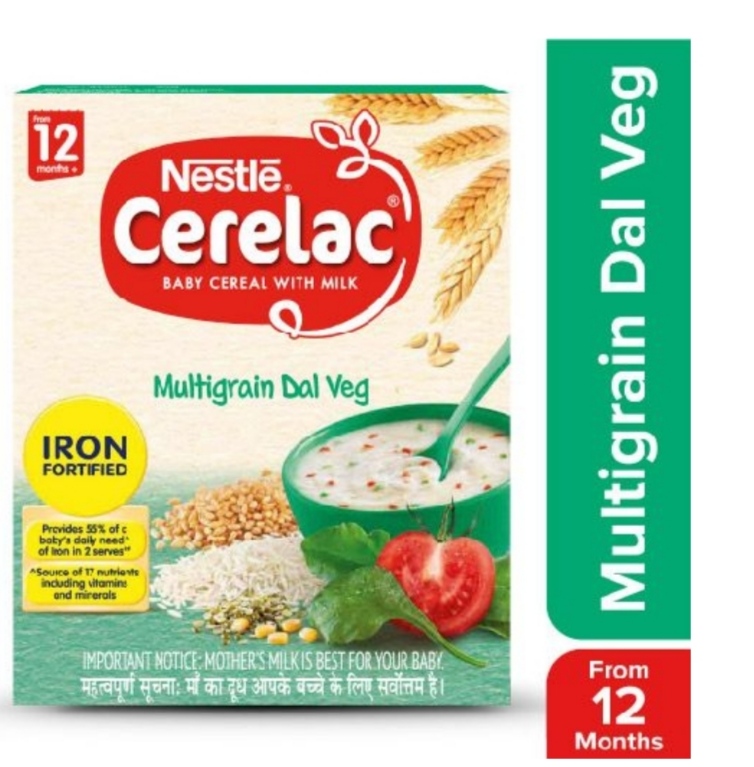 From
12
months +
Nestlē®
Cerelac®
BABY CEREAL WITH MILK
Multigrain Dal Veg
IRON
FORTIFIED
Provides 55% of a
baby's daily need^
of Iron in 2 serves**
^Source of 17 nutrients
including vitamins
and minerals
IMPORTANT NOTICE: MOTHER'S MILK IS BEST FOR YOUR BABY.
महत्वपूर्ण सूचना: माँ का दूध आपके बच्चे के लिए सर्वोत्तम है।
Multigrain Dal Veg
From
12
Months